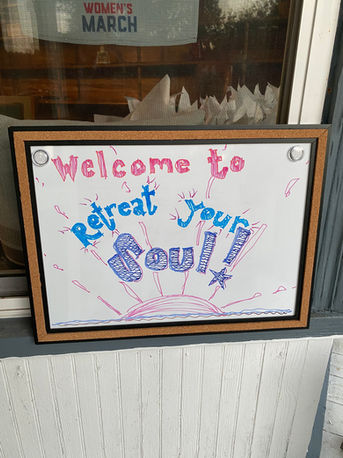 WOMEN'S
MARCH
Welcome to
Retreat Your
Soul!!